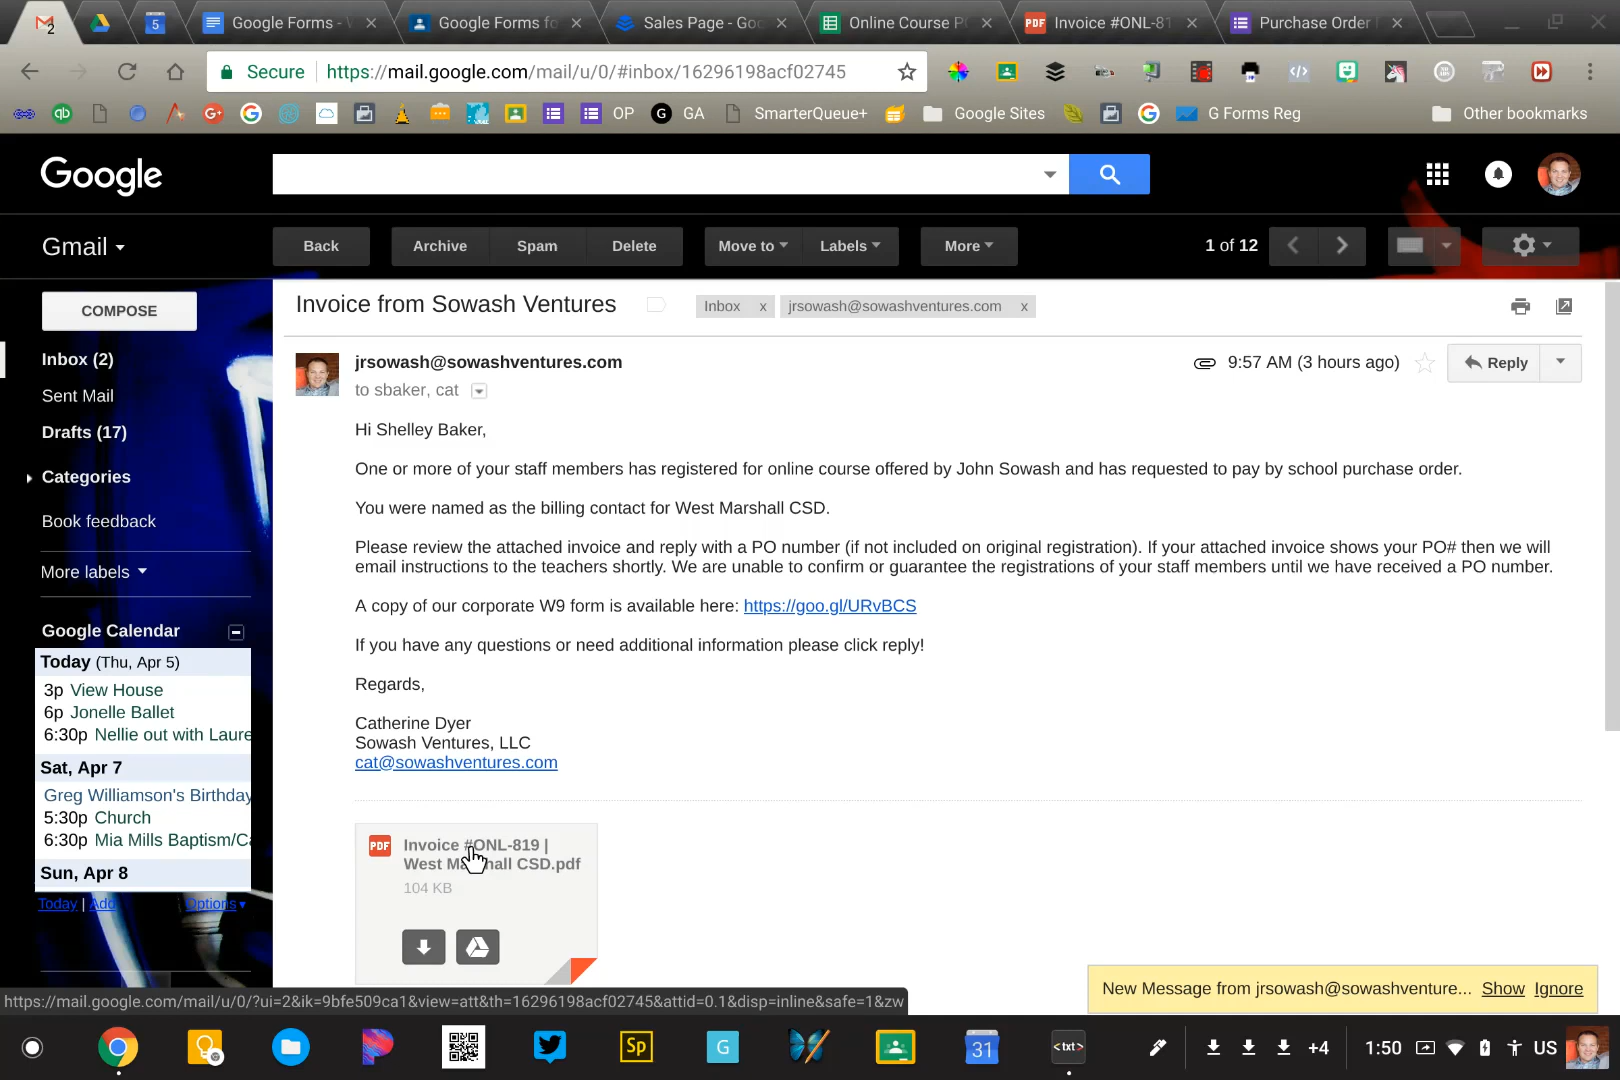 2
5
Google Forms -
Google Forms fo
Sales Page - Goo
Online Course P
PDF
Invoice #ONL-81
Purchase Order
Secure
https://mail.google.com/mail/u/0/#inbox/16296198acf02745
qb
G+
OP
G
GA
SmarterQueue+
Google Sites
G Forms Reg
Other bookmarks
Google
Gmail
Back
Archive
Spam
Delete
Move to
Labels
More
1 of 12
COMPOSE
Inbox (2)
Sent Mail
Drafts (17)
Categories
Book feedback
More labels
Google Calendar
Today (Thu, Apr 5)
3p View House
6p Jonelle Ballet
6:30p Nellie out with Laure
Sat, Apr 7
Greg Williamson's Birthday
5:30p Church
6:30p Mia Mills Baptism/Ca
Sun, Apr 8
Today | Add
Options
Invoice from Sowash Ventures
Inbox x
jrsowash@sowashventures.com x
jrsowash@sowashventures.com
9:57 AM (3 hours ago)
Reply
to sbaker, cat
Hi Shelley Baker,
One or more of your staff members has registered for online course offered by John Sowash and has requested to pay by school purchase order.
You were named as the billing contact for West Marshall CSD.
Please review the attached invoice and reply with a PO number (if not included on original registration). If your attached invoice shows your PO# then we will
email instructions to the teachers shortly. We are unable to confirm or guarantee the registrations of your staff members until we have received a PO number.
A copy of our corporate W9 form is available here: https://goo.gl/URvBCS
If you have any questions or need additional information please click reply!
Regards,
Catherine Dyer
Sowash Ventures, LLC
cat@sowashventures.com
PDF
Invoice #ONL-819 |
West Marshall CSD.pdf
104 KB
New Message from jrsowash@sowashventure... Show Ignore
https://mail.google.com/mail/u/0/?ui=2&ik=9bfe509ca1&view=att&th=16296198acf02745&attid=0.1&disp=inline&safe=1&zw
Sp
G
31
<txt>
+4
1:50
US